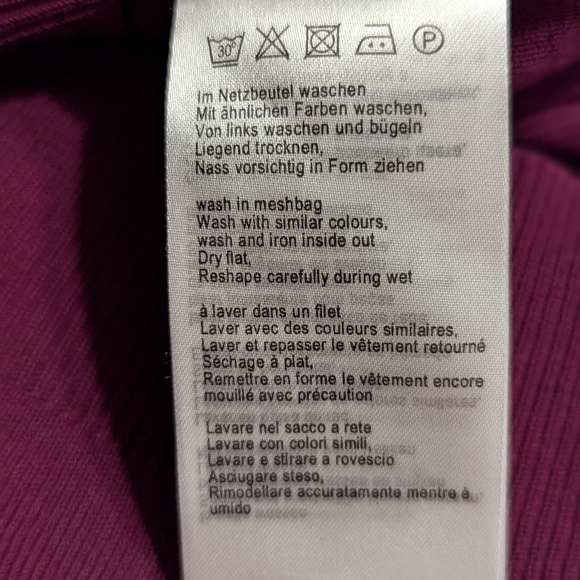 30°
P
Im Netzbeutel waschen
Mit ähnlichen Farben waschen,
Von links waschen und bügeln
Liegend trocknen,
Nass vorsichtig in Form ziehen
wash in meshbag
Wash with similar colours,
wash and iron inside out
Dry flat,
Reshape carefully during wet
à laver dans un filet
Laver avec des couleurs similaires,
Laver et repasser le vêtement retourné
Séchage à plat,
Remettre en forme le vêtement encore
mouillé avec précaution
Lavare nel sacco a rete
Lavare con colori simili,
Lavare e stirare a rovescio
Asciugare steso,
Rimodellare accuratamente mentre è
umido